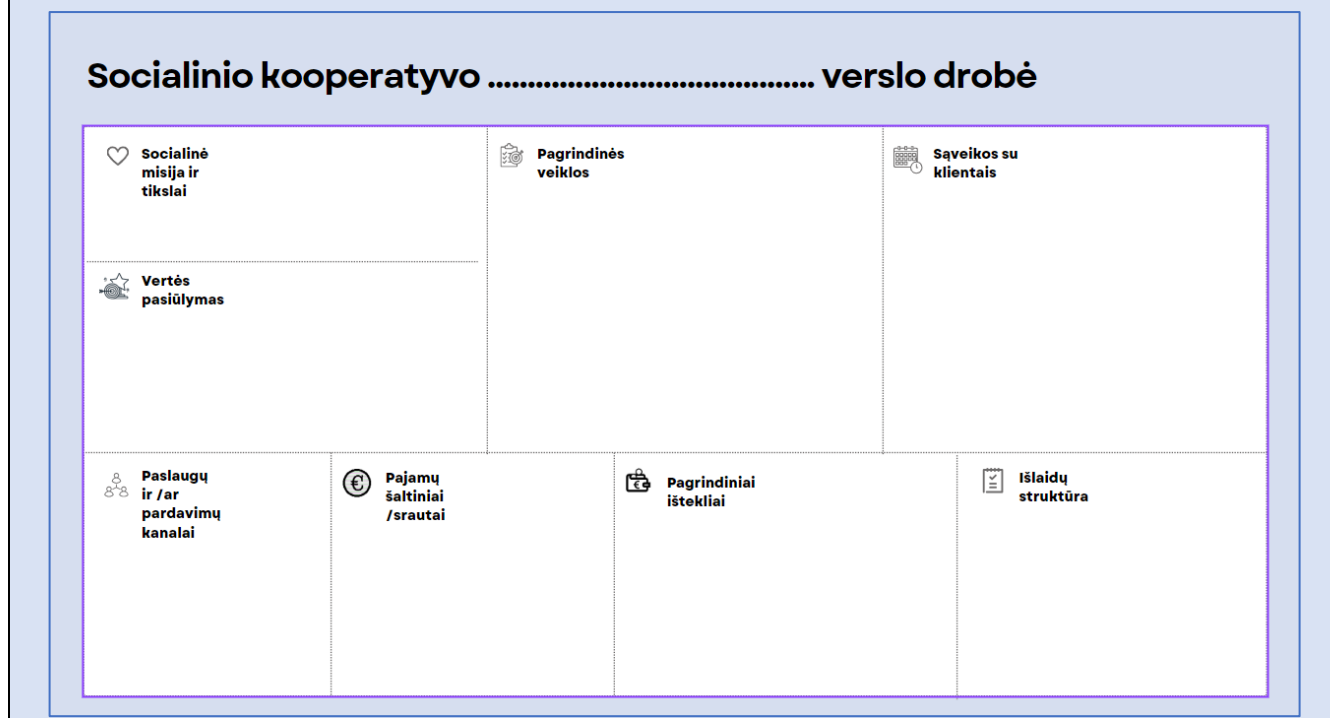 Socialinio kooperatyvo ......................................... verslo drobė
Socialinė
misija ir
tikslai
Pagrindinės
veiklos
Sąveikos su
klientais
Vertės
pasiūlymas
Paslaugų
ir /ar
pardavimų
kanalai
Pajamų
šaltiniai
/srautai
Pagrindiniai
ištekliai
Išlaidų
struktūra